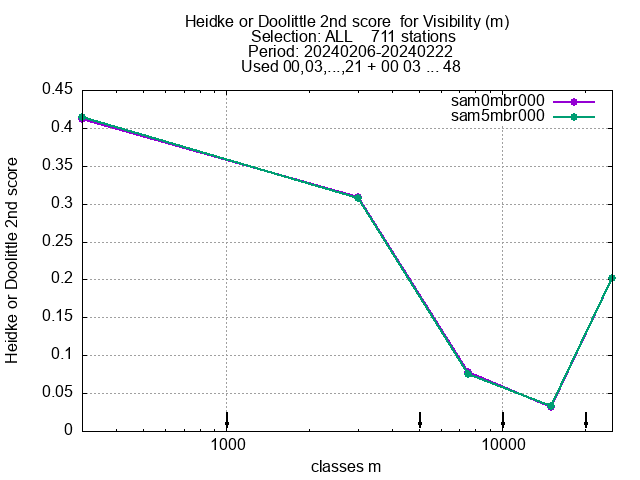 Heidke or Doolittle 2nd score  for Visibility (m)
Selection: ALL    711 stations
Period: 20240206-20240222
Used 00,03,...,21 + 00 03 ... 48
sam0mbr000
sam5mbr000
0.45
0.4
0.35
0.3
0.25
0.2
0.15
0.1
0.05
0
Heidke or Doolittle 2nd score
1000
10000
classes m